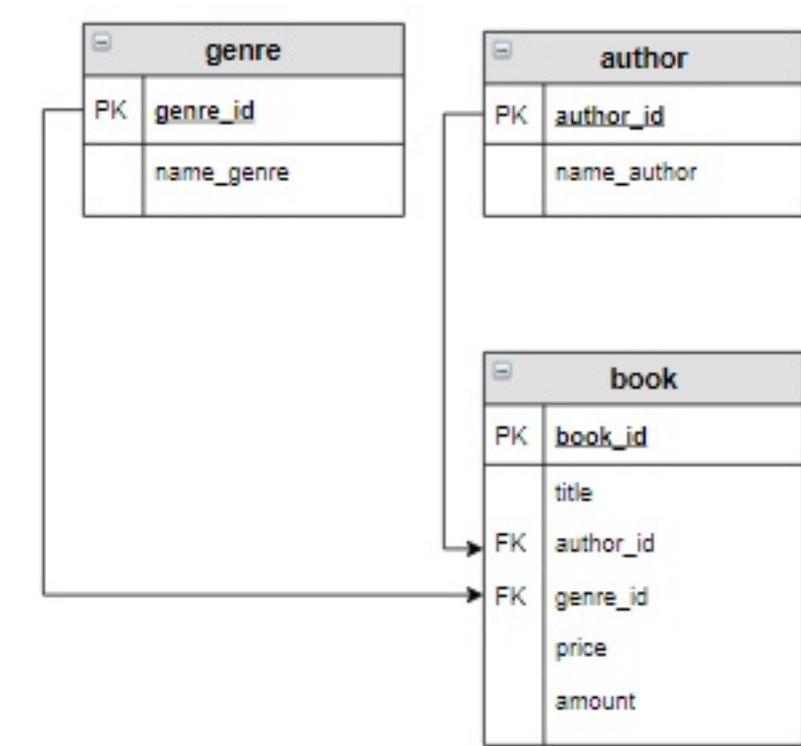 genre
PK genre_id
name_genre
author
PK author_id
name_author
book
PK book_id
title
FK author_id
FK genre_id
price
amount